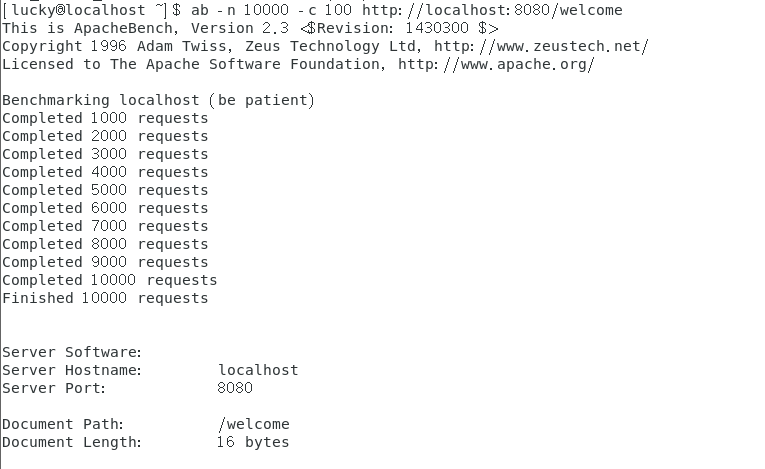 [lucky@localhost ~]$ ab -n 10000 -c 100 http://localhost:8080/welcome
This is ApacheBench, Version 2.3 <$Revision: 1430300 $>
Copyright 1996 Adam Twiss, Zeus Technology Ltd, http://www.zeustech.net/
Licensed to The Apache Software Foundation, http://www.apache.org/
Benchmarking localhost (be patient)
Completed 1000 requests
Completed 2000 requests
Completed 3000 requests
Completed 4000 requests
Completed 5000 requests
Completed 6000 requests
Completed 7000 requests
Completed 8000 requests
Completed 9000 requests
Completed 10000 requests
Finished 10000 requests
Server Software:
Server Hostname: localhost
Server Port: 8080
Document Path: /welcome
Document Length: 16 bytes